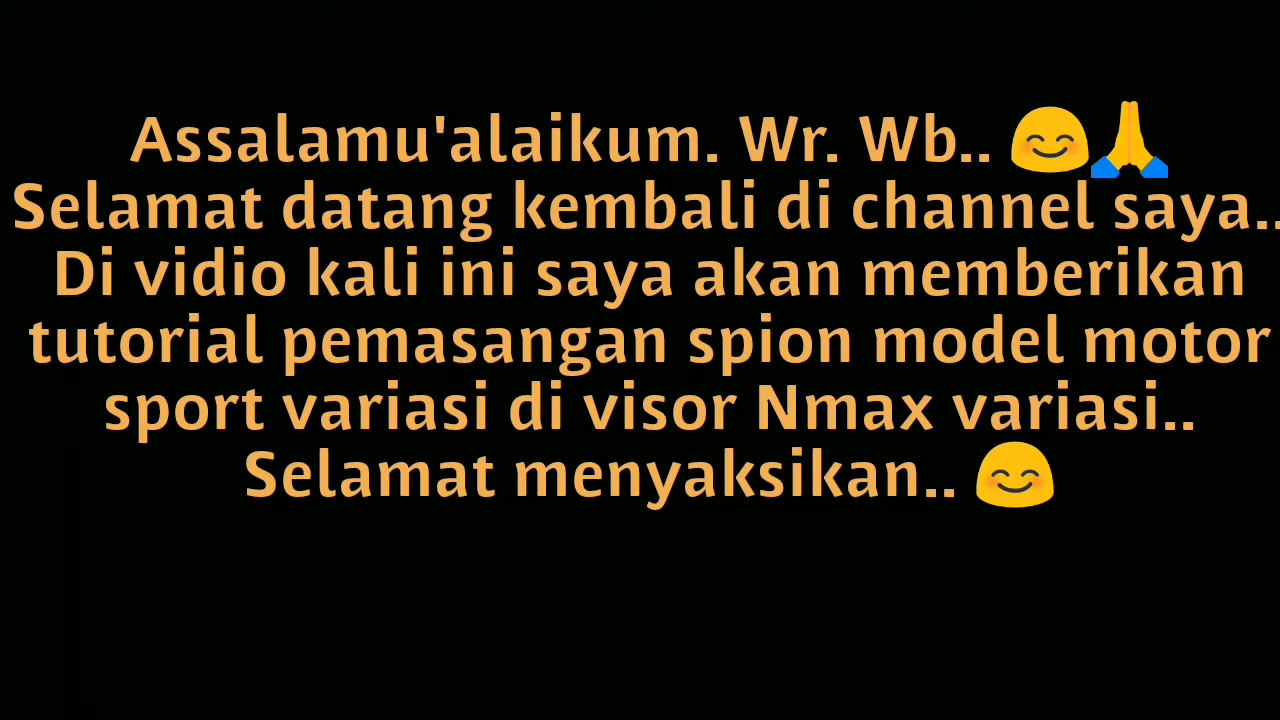 Assalamu'alaikum. Wr. Wb.. 😊🙏
Selamat datang kembali di channel saya..
Di vidio kali ini saya akan memberikan
tutorial pemasangan spion model motor
sport variasi di visor Nmax variasi..
Selamat menyaksikan.. 😊